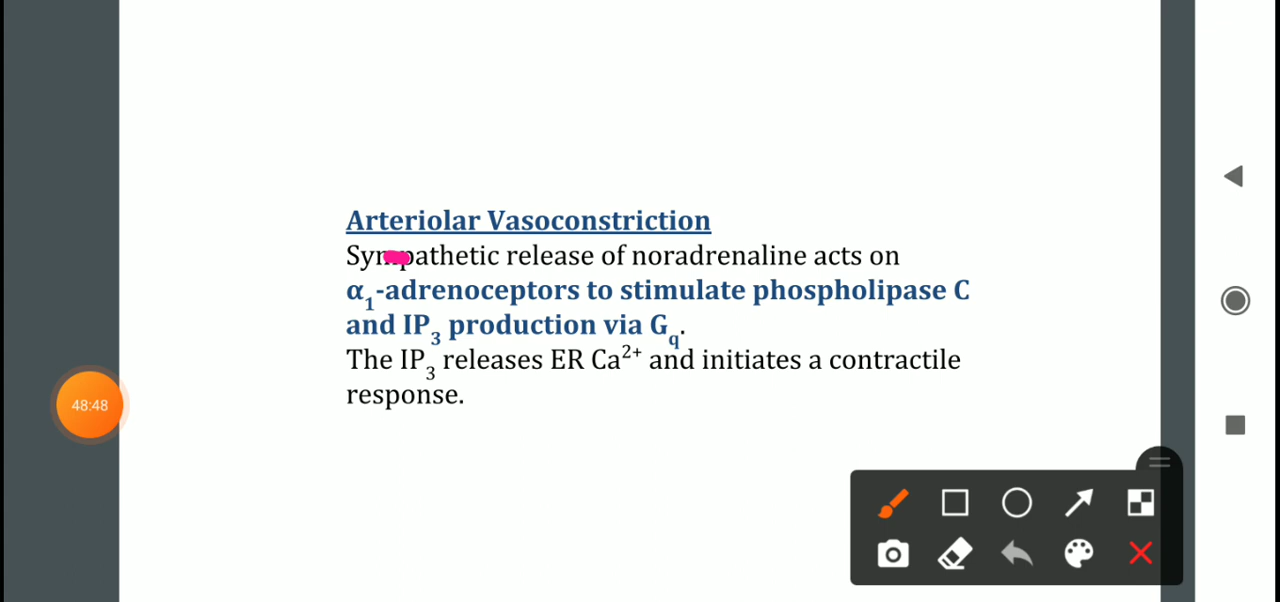 Arteriolar Vasoconstriction
Sympathetic release of noradrenaline acts on
α₁-adrenoceptors to stimulate phospholipase C
and IP₃ production via Gq.
The IP₃ releases ER Ca²⁺ and initiates a contractile
response.
48:48